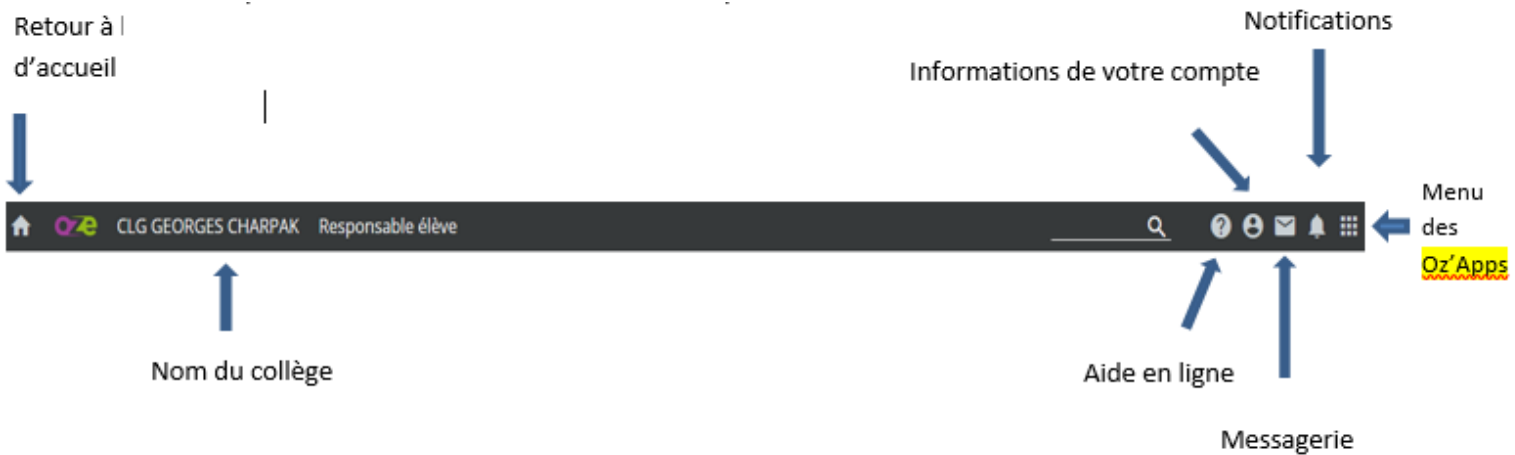 Retour à l
d'accueil
Notifications
Informations de votre compte
Menu
des
Oz'Apps
oze CLG GEORGES CHARPAK Responsable élève
Nom du collège
Aide en ligne
Messagerie